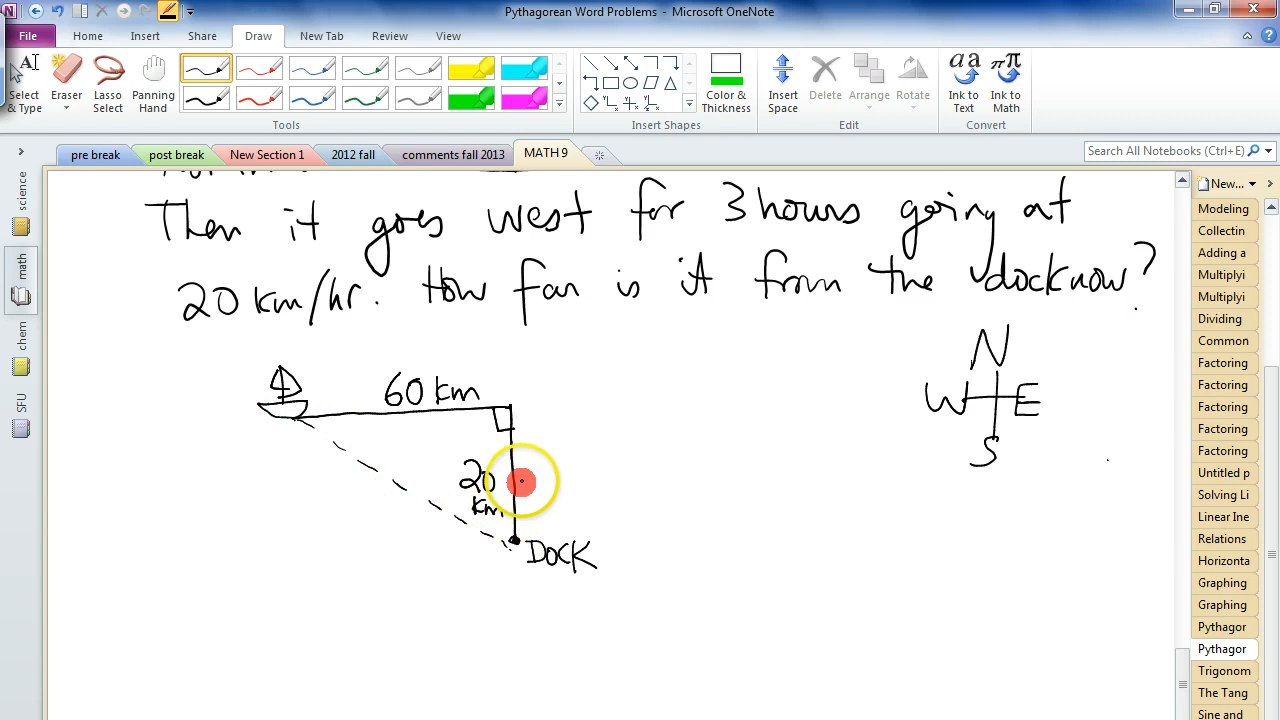 Pythagorean Word Problems - Microsoft OneNote
File Home Insert Share Draw New Tab Review View
Select & Type
Eraser
Lasso Select
Panning Hand
Color & Thickness
Insert Space
Delete
Arrange
Rotate
Ink to Text
Ink to Math
Tools
Insert Shapes
Edit
Convert
pre break post break New Section 1 2012 fall comments fall 2013 MATH 9
Search All Notebooks (Ctrl+E)
science
math
chem
SFU
Then it goes west for 3 hours going at
20 km/hr. How far is it from the dock now?
60 km
20
km
DOCK
N
W E
S
New...
Modeling
Collectin
Adding a
Multiplyi
Multiplyi
Dividing
Common
Factoring
Factoring
Factoring
Factoring
Factoring
Untitled p
Solving Li
Linear Ine
Relations
Horizonta
Graphing
Graphing
Pythagor
Pythagor
Trigonom
The Tang
Sine and